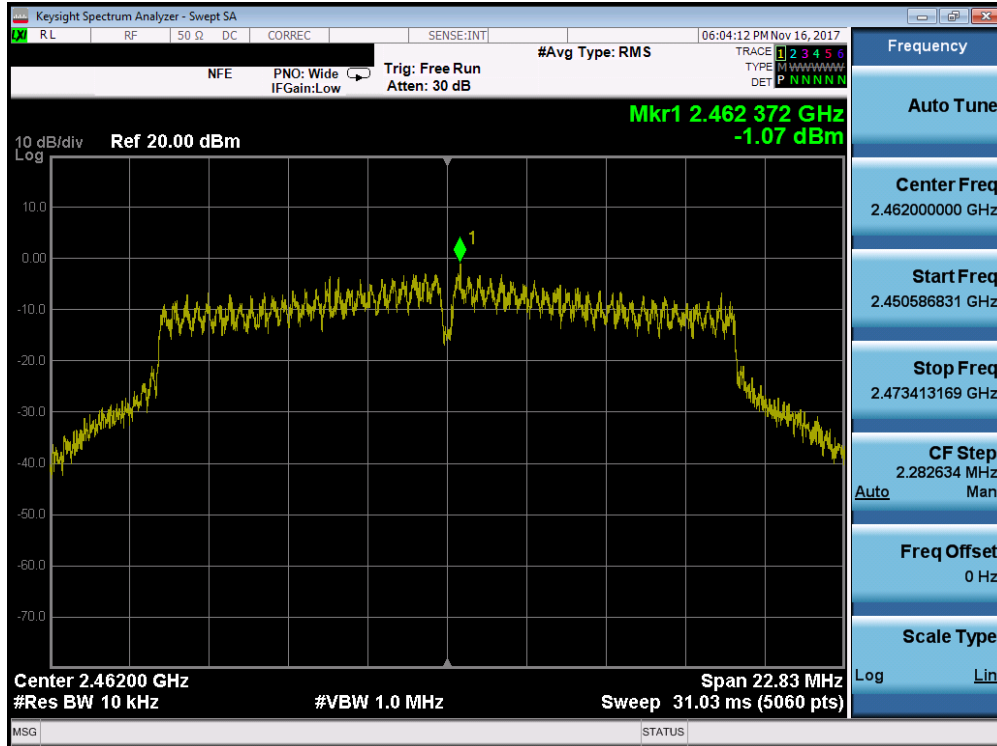 Keysight Spectrum Analyzer - Swept SA
LXI RL RF 50 Ω DC CORREC SENSE:INT 06:04:12 PM Nov 16, 2017
NFE PNO: Wide IFGain:Low
Trig: Free Run
Atten: 30 dB
#Avg Type: RMS
TRACE 1 2 3 4 5 6
TYPE M WWWWW
DET P N N N N N
Mkr1 2.462 372 GHz
-1.07 dBm
10 dB/div Ref 20.00 dBm
Log
1
10.0
0.00
-10.0
-20.0
-30.0
-40.0
-50.0
-60.0
-70.0
Center 2.46200 GHz Span 22.83 MHz
#Res BW 10 kHz #VBW 1.0 MHz Sweep 31.03 ms (5060 pts)
MSG STATUS
Frequency
Auto Tune
Center Freq
2.462000000 GHz
Start Freq
2.450586831 GHz
Stop Freq
2.473413169 GHz
CF Step
2.282634 MHz
Auto Man
Freq Offset
0 Hz
Scale Type
Log Lin